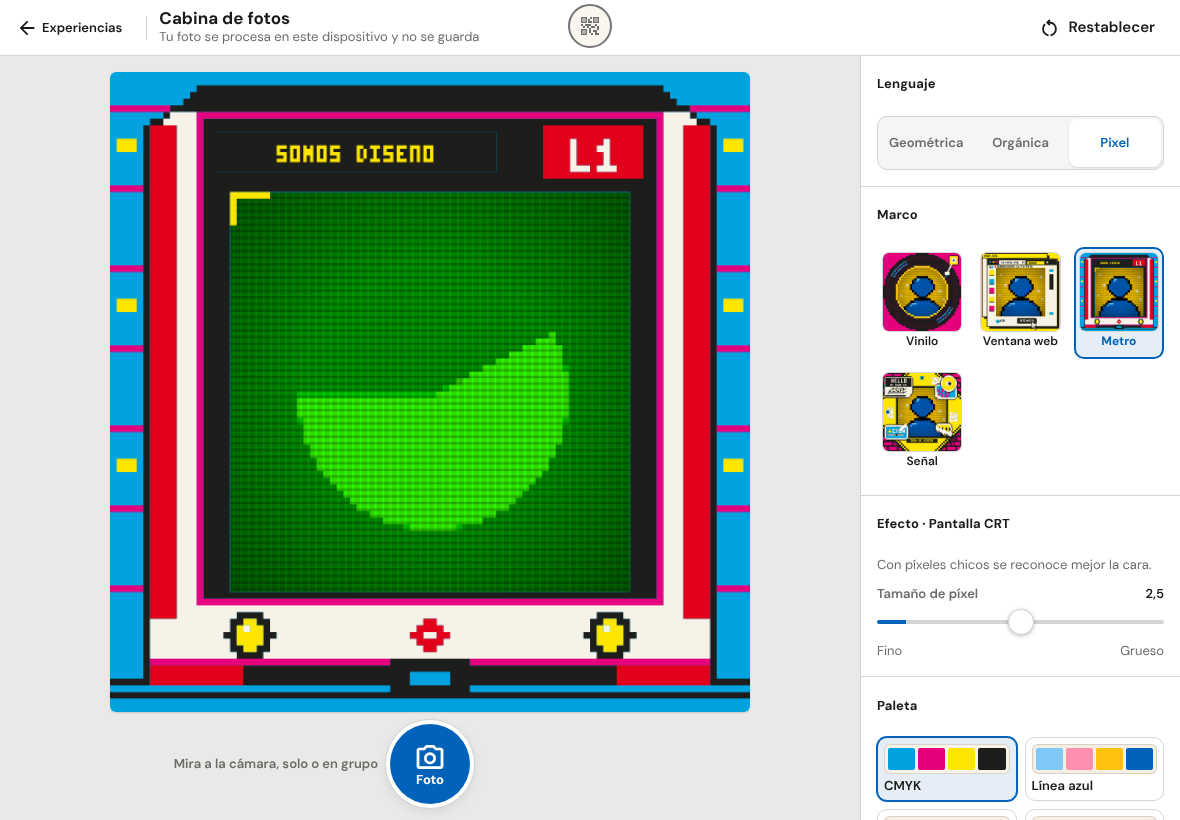 Experiencias
Cabina de fotos
Tu foto se procesa en este dispositivo y no se guarda
Restablecer
SOMOS DISENO
L1
Mira a la cámara, solo o en grupo
Foto
Lenguaje
Geométrica
Orgánica
Pixel
Marco
Vinilo
Ventana web
Metro
Señal
Efecto · Pantalla CRT
Con píxeles chicos se reconoce mejor la cara.
Tamaño de píxel
2,5
Fino
Grueso
Paleta
CMYK
Línea azul